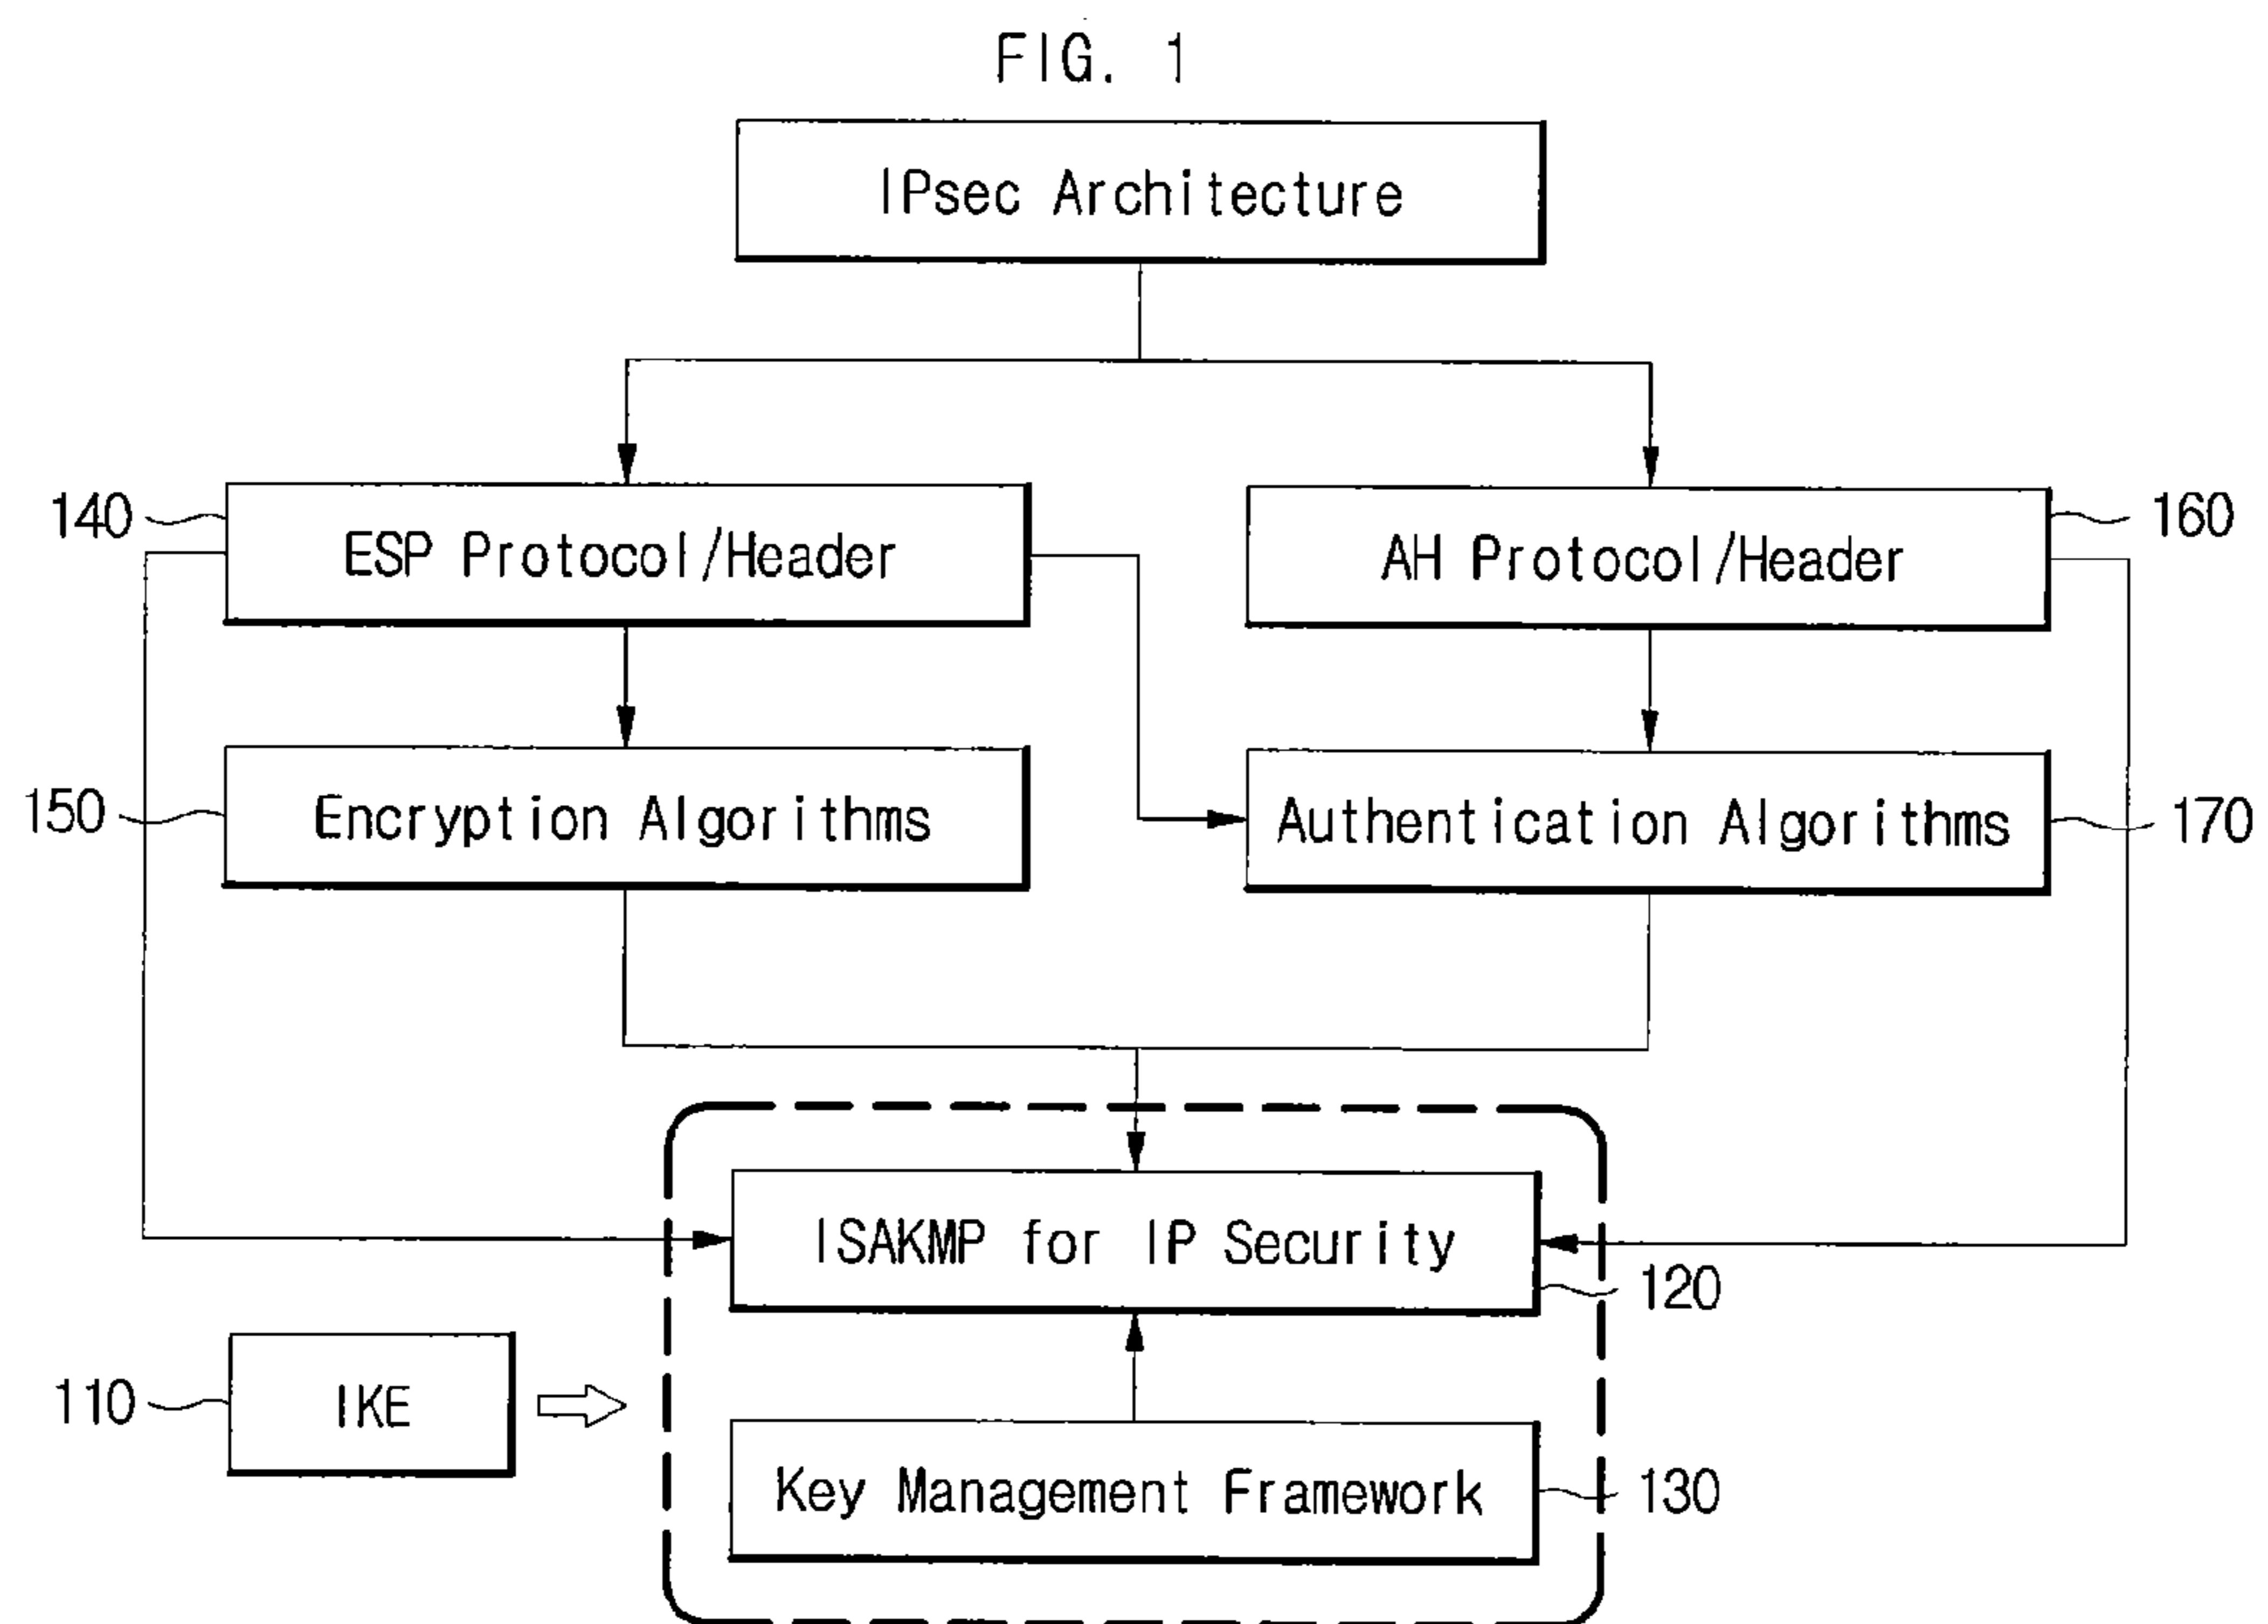 FIG. 1
IPsec Architecture
140
ESP Protocol/Header
AH Protocol/Header
160
150
Encryption Algorithms
Authentication Algorithms
170
ISAKMP for IP Security
120
110
IKE
Key Management Framework
130